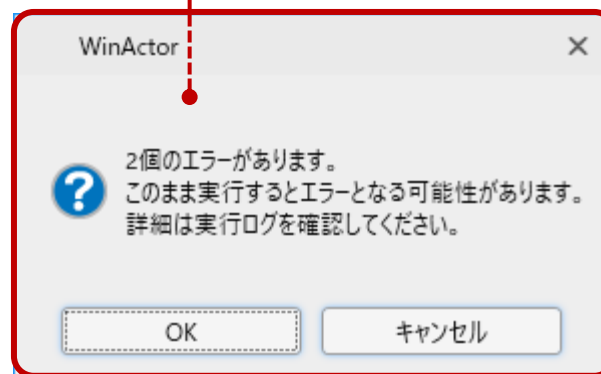 WinActor
2個のエラーがあります。
このまま実行するとエラーとなる可能性があります。
詳細は実行ログを確認してください。
OK
キャンセル